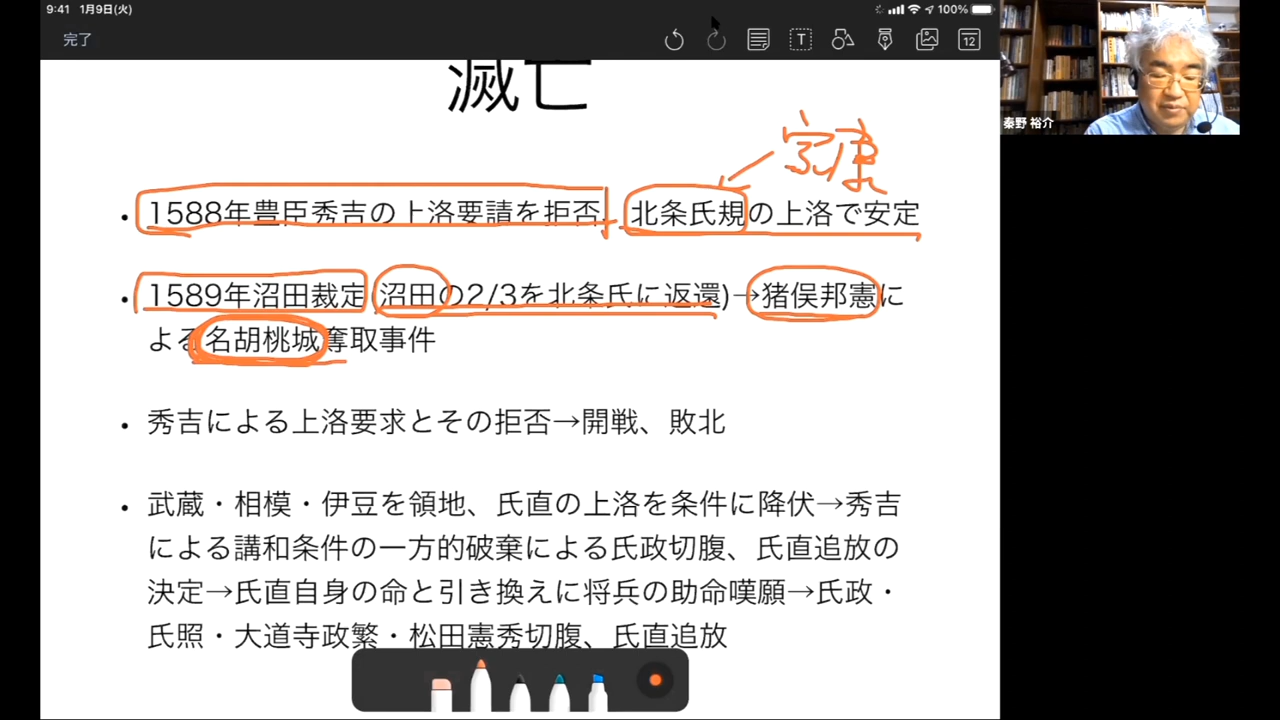 9:41 1月9日(火)
100%
完了
12
滅亡
家康
秦野 裕介
• 1588年豊臣秀吉の上洛要請を拒否、北条氏規の上洛で安定
• 1589年沼田裁定(沼田の2/3を北条氏に返還)→猪俣邦憲に
よる名胡桃城奪取事件
• 秀吉による上洛要求とその拒否→開戦、敗北
• 武蔵・相模・伊豆を領地、氏直の上洛を条件に降伏→秀吉
による講和条件の一方的破棄による氏政切腹、氏直追放の
決定→氏直自身の命と引き換えに将兵の助命嘆願→氏政・
氏照・大道寺政繁・松田憲秀切腹、氏直追放